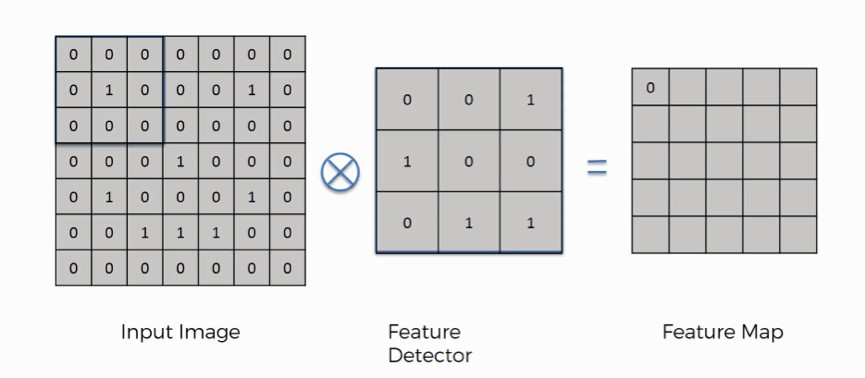 0 0 0 0 0 0 0
0 1 0 0 0 1 0
0 0 0 0 0 0 0
0 0 0 1 0 0 0
0 1 0 0 0 1 0
0 0 1 1 1 0 0
0 0 0 0 0 0 0
Input Image
0 0 1
1 0 0
0 1 1
Feature
Detector
=
0
Feature Map